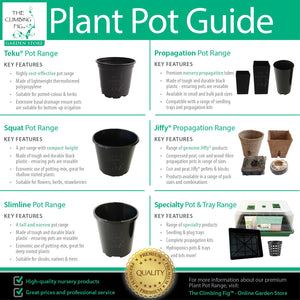 THE
CLIMBING
FIG
GARDEN STORE
Plant Pot Guide
Teku® Pot Range
KEY FEATURES
Highly cost-effective pot range
Made of lightweight thermoformed
polypropylene
Suitable for potted-colour & herbs
Extensive basal drainage ensure pots
are suitable for bottom-up irrigation
Propagation Pot Range
KEY FEATURES
Premium nursery propagation tubes
Made of tough and durable black
plastic - ensuring pots are reusable
Available in small and bulk pack sizes
Compatible with a range of seedling
trays and propagation kits
Squat Pot Range
KEY FEATURES
A pot range with compact height
Made of tough and durable black
plastic - ensuring pots are reusable
Economic use of potting-mix, great for
shallow rooted plants
Suitable for flowers, herbs, strawberries
Jiffy® Propagation Range
KEY FEATURES
Range of genuine Jiffy® products
Compressed peat, coir and wood fibre
propagation pots in range of sizes
Coir and peat Jiffy® pellets & blocks
Products available in a range of pack
sizes and combinations
Slimline Pot Range
KEY FEATURES
A tall and narrow pot range
Made of tough and durable black
plastic - ensuring pots are reusable
Economic use of potting-mix, great for
deep rooted plants
Suitable for flowers, natives & trees
Specialty Pot & Tray Range
KEY FEATURES
Range of specialty products
Seedling & plug trays
Complete propagation kits
Hydroponics pots & trays
and lots more!
QUALITY
High-quality nursery products
Great prices and professional service
For more information about our premium
Plant Pot Range, visit:
The Climbing Fig™ - Online Garden Store